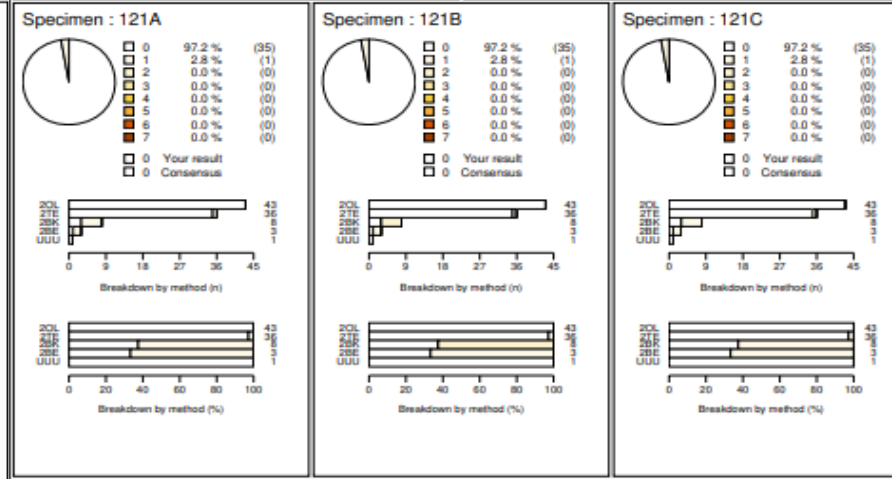 Specimen : 121A
0 97.2 % (35)
1 2.8 % (1)
2 0.0 % (0)
3 0.0 % (0)
4 0.0 % (0)
5 0.0 % (0)
6 0.0 % (0)
7 0.0 % (0)
0 Your result
0 Consensus
2OL 43
2TE 36
2BK 8
2BE 3
UUU 1
0 9 18 27 36 45
Breakdown by method (n)
2OL 43
2TE 36
2BK 8
2BE 3
UUU 1
0 20 40 60 80 100
Breakdown by method (%)
Specimen : 121B
0 97.2 % (35)
1 2.8 % (1)
2 0.0 % (0)
3 0.0 % (0)
4 0.0 % (0)
5 0.0 % (0)
6 0.0 % (0)
7 0.0 % (0)
0 Your result
0 Consensus
2OL 43
2TE 36
2BK 8
2BE 3
UUU 1
0 9 18 27 36 45
Breakdown by method (n)
2OL 43
2TE 36
2BK 8
2BE 3
UUU 1
0 20 40 60 80 100
Breakdown by method (%)
Specimen : 121C
0 97.2 % (35)
1 2.8 % (1)
2 0.0 % (0)
3 0.0 % (0)
4 0.0 % (0)
5 0.0 % (0)
6 0.0 % (0)
7 0.0 % (0)
0 Your result
0 Consensus
2OL 43
2TE 36
2BK 8
2BE 3
UUU 1
0 9 18 27 36 45
Breakdown by method (n)
2OL 43
2TE 36
2BK 8
2BE 3
UUU 1
0 20 40 60 80 100
Breakdown by method (%)